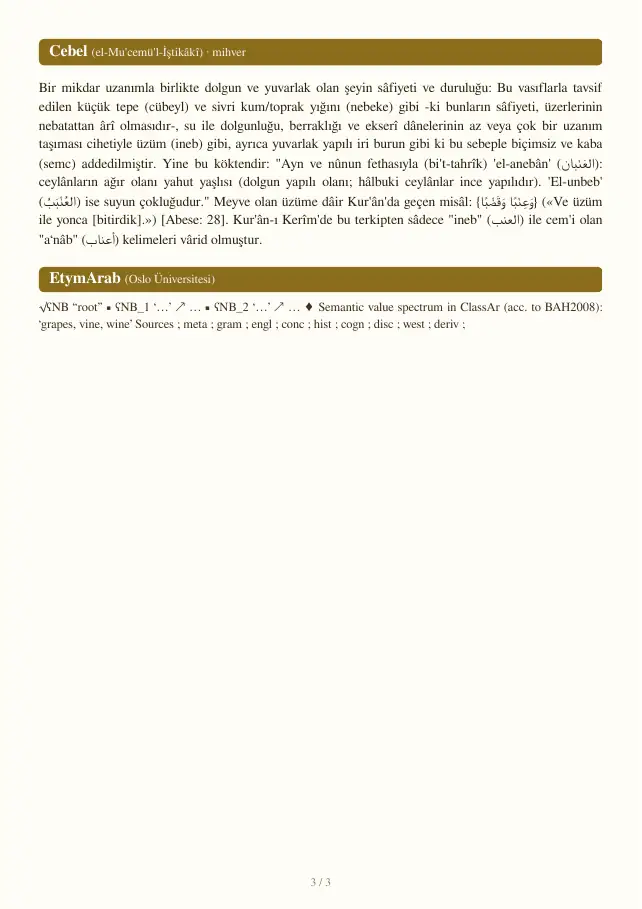 Cebel (el-Mu'cemü'l-İştikâkî) · mihver
Bir mikdar uzanımla birlikte dolgun ve yuvarlak olan şeyin sâfiyeti ve duruluğu: Bu vasıflarla tavsif
edilen küçük tepe (cübeyl) ve sivri kum/toprak yığını (nebeke) gibi -ki bunların sâfiyeti, üzerlerinin
nebatattan ârî olmasıdır-, su ile dolgunluğu, berraklığı ve ekserî dânelerinin az veya çok bir uzanım
taşıması cihetiyle üzüm (ineb) gibi, ayrıca yuvarlak yapılı iri burun gibi ki bu sebeple biçimsiz ve kaba
(semc) addedilmiştir. Yine bu köktendir: "Ayn ve nûnun fethasıyla (bi't-tahrîk) 'el-anebân' (العَنَبَان):
ceylânların ağır olanı yahut yaşlısı (dolgun yapılı olanı; hâlbuki ceylânlar ince yapılıdır). 'El-unbeb'
(العُنْبَبُ) ise suyun çokluğudur." Meyve olan üzüme dâir Kur'ân'da geçen misâl: {وَعِنَبًا وَقَضْبًا} («Ve üzüm
ile yonca [bitirdik].») [Abese: 28]. Kur'ân-ı Kerîm'de bu terkipten sâdece "ineb" (العنب) ile cem'i olan
"a‘nâb" (أعناب) kelimeleri vârid olmuştur.
EtymArab (Oslo Üniversitesi)
√ʕNB “root” ▪ ʕNB_1 ‘…’ ↗ … ▪ ʕNB_2 ‘…’ ↗ … ♦ Semantic value spectrum in ClassAr (acc. to BAH2008):
‘grapes, vine, wine’ Sources ; meta ; gram ; engl ; conc ; hist ; cogn ; disc ; west ; deriv ;
3 / 3